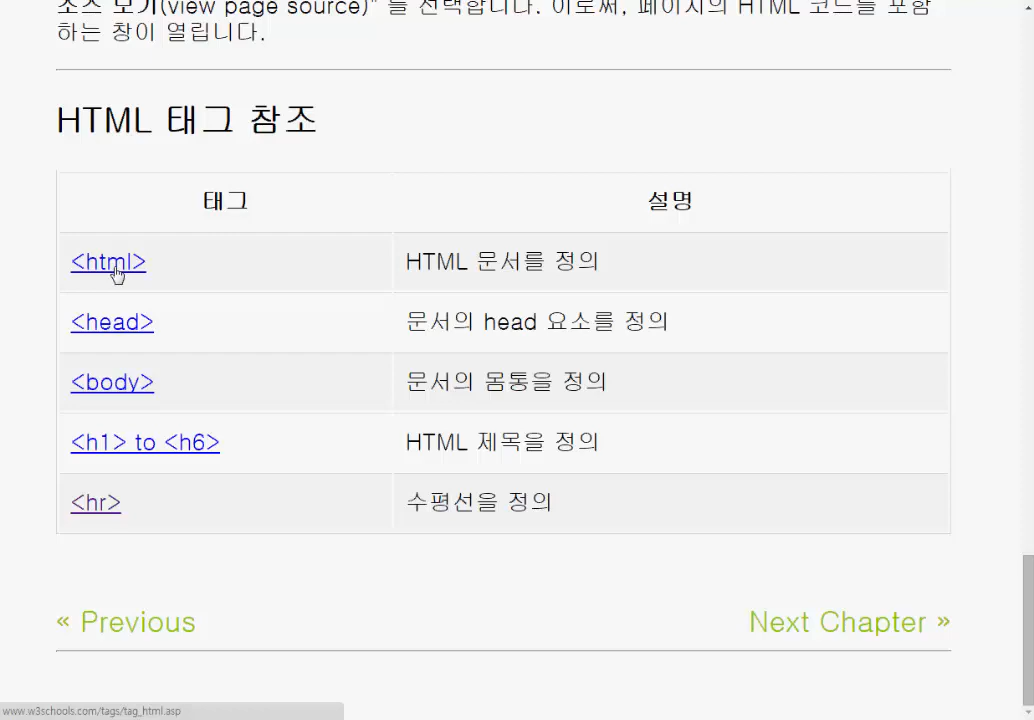 소스 보기(view page source)" 를 선택합니다. 이로써, 페이지의 HTML 코드를 포함
하는 창이 열립니다.
HTML 태그 참조
태그 설명
<html> HTML 문서를 정의
<head> 문서의 head 요소를 정의
<body> 문서의 몸통을 정의
<h1> to <h6> HTML 제목을 정의
<hr> 수평선을 정의
« Previous Next Chapter »
www.w3schools.com/tags/tag_html.asp